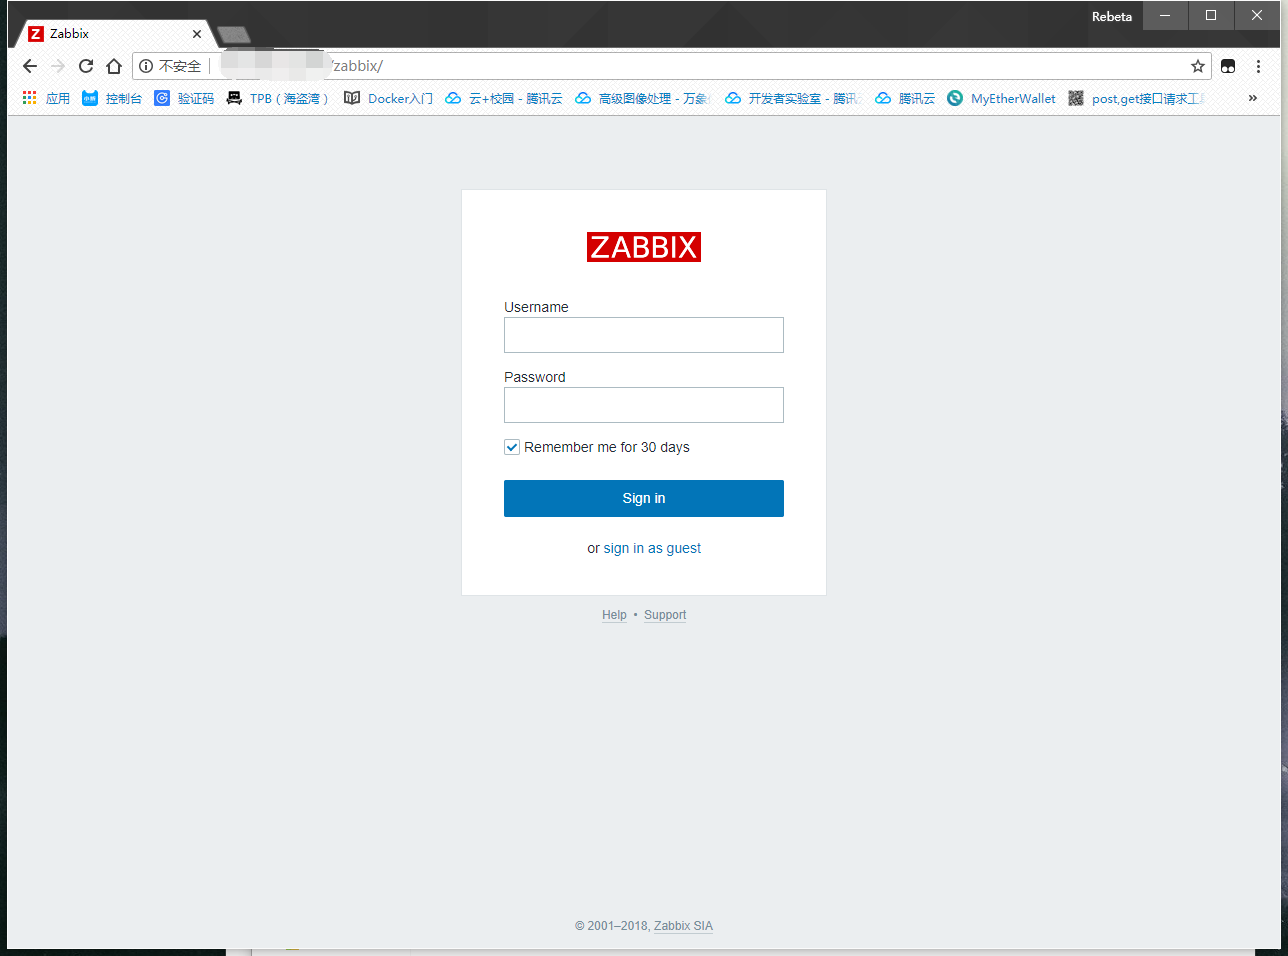 Rebeta
Zabbix
不安全 /zabbix/
应用 控制台 验证码 TPB（海盗湾） Docker入门 云+校园 - 腾讯云 高级图像处理 - 万象 开发者实验室 - 腾讯 腾讯云 MyEtherWallet post,get接口请求工具 »
ZABBIX
Username
Password
Remember me for 30 days
Sign in
or sign in as guest
Help • Support
© 2001–2018, Zabbix SIA